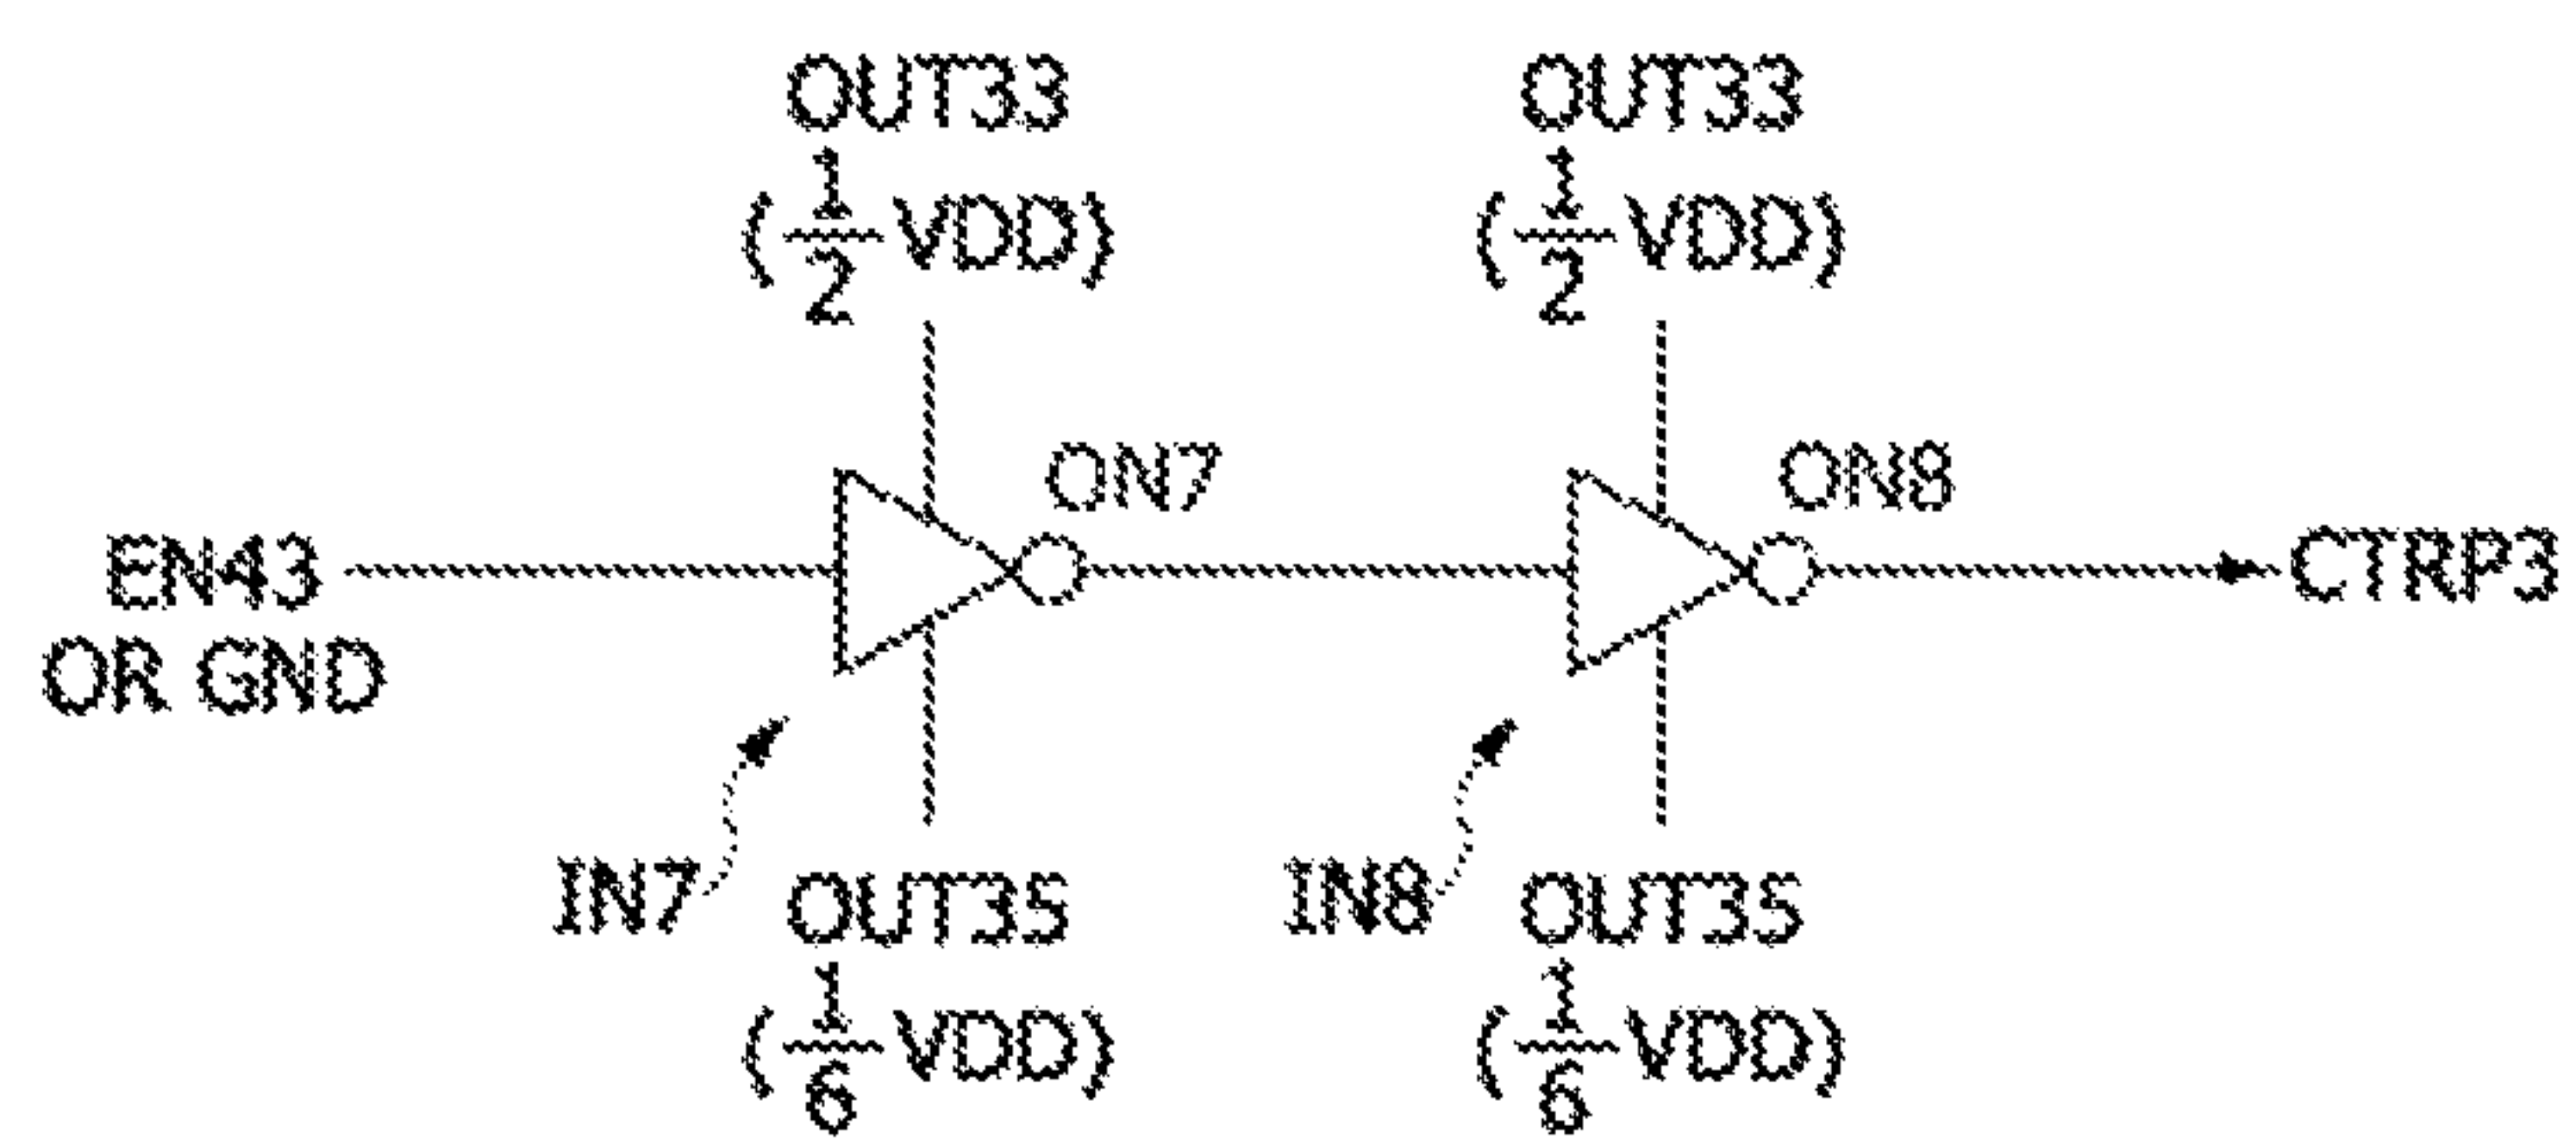 OUT33 OUT33
(1/2 VDD) (1/2 VDD)
ON7 ON8
EN43 CTRP3
OR GND
IN7 OUT35 IN8 OUT35
(1/6 VDD) (1/6 VDD)